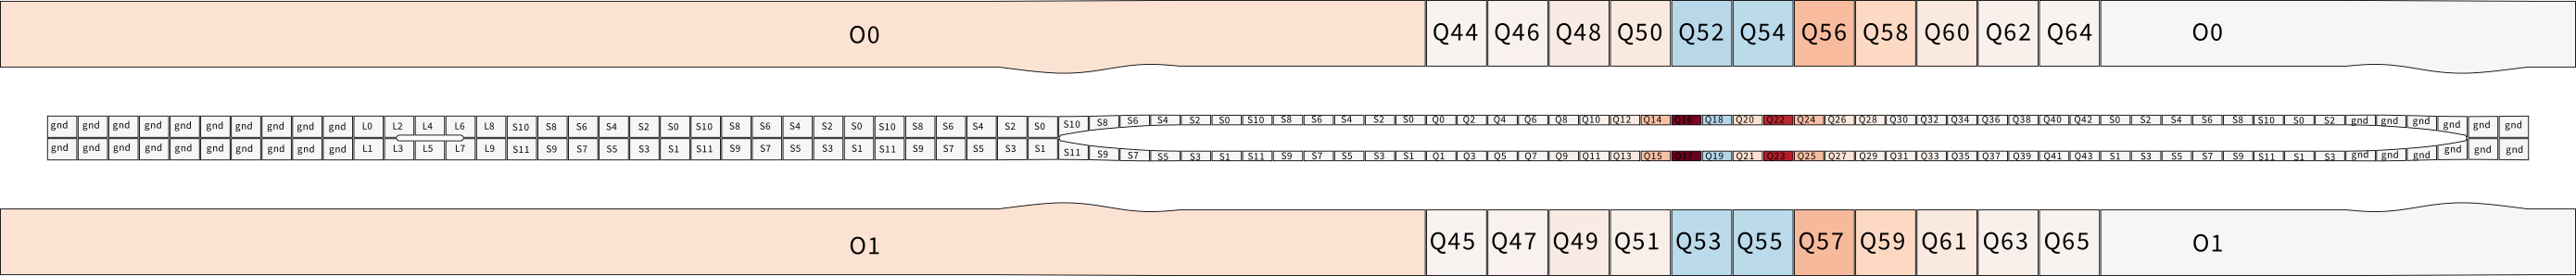 O0 Q44 Q46 Q48 Q50 Q52 Q54 Q56 Q58 Q60 Q62 Q64 O0
gnd gnd gnd gnd gnd gnd gnd gnd gnd gnd L0 L2 L4 L6 L8 S10 S8 S6 S4 S2 S0 S10 S8 S6 S4 S2 S0 S10 S8 S6 S4 S2 S0 S10 S8 S6 S4 S2 S0 S10 S8 S6 S4 S2 S0 Q0 Q2 Q4 Q6 Q8 Q10 Q12 Q14 Q16 Q18 Q20 Q22 Q24 Q26 Q28 Q30 Q32 Q34 Q36 Q38 Q40 Q42 S0 S2 S4 S6 S8 S10 S0 S2 gnd gnd gnd gnd gnd gnd
gnd gnd gnd gnd gnd gnd gnd gnd gnd gnd L1 L3 L5 L7 L9 S11 S9 S7 S5 S3 S1 S11 S9 S7 S5 S3 S1 S11 S9 S7 S5 S3 S1 S11 S9 S7 S5 S3 S1 S11 S9 S7 S5 S3 S1 Q1 Q3 Q5 Q7 Q9 Q11 Q13 Q15 Q17 Q19 Q21 Q23 Q25 Q27 Q29 Q31 Q33 Q35 Q37 Q39 Q41 Q43 S1 S3 S5 S7 S9 S11 S1 S3 gnd gnd gnd gnd gnd gnd
O1 Q45 Q47 Q49 Q51 Q53 Q55 Q57 Q59 Q61 Q63 Q65 O1